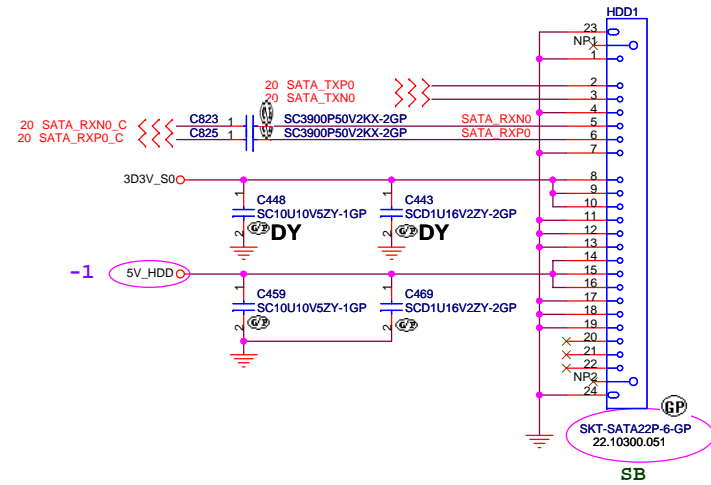 HDD1
23
NP1
1
20 SATA_TXP0
2
20 SATA_TXN0
3
4
20 SATA_RXN0_C
C823
1
SC3900P50V2KX-2GP
SATA_RXN0
5
20 SATA_RXP0_C
C825
1
SC3900P50V2KX-2GP
SATA_RXP0
6
7
3D3V_S0
8
9
10
1
C448
SC10U10V5ZY-1GP
2
G/P
DY
1
C443
SCD1U16V2ZY-2GP
2
G/P
DY
11
12
13
-1
5V_HDD
14
15
16
1
C459
SC10U10V5ZY-1GP
2
G/P
1
C469
SCD1U16V2ZY-2GP
2
G/P
17
18
19
20
21
22
NP2
24
GP
SKT-SATA22P-6-GP
22.10300.051
SB